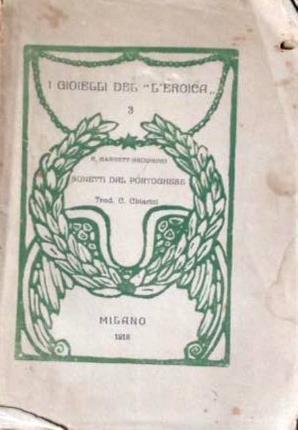 I GIOIELLI DEL "L'EROICA„
3
E. BARRETT-BROWNING
SONETTI DAL PORTOGHESE
Trad. C. Chiarini
MILANO
1918